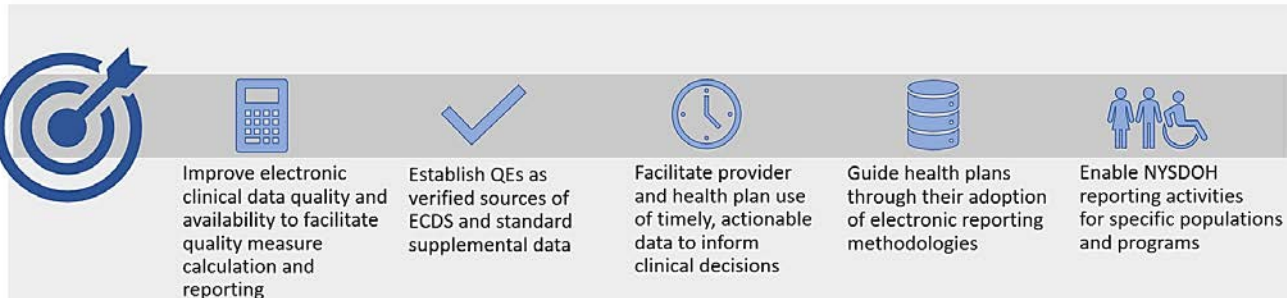 Improve electronic
clinical data quality and
availability to facilitate
quality measure
calculation and
reporting
Establish QEs as
verified sources of
ECDS and standard
supplemental data
Facilitate provider
and health plan use
of timely, actionable
data to inform
clinical decisions
Guide health plans
through their adoption
of electronic reporting
methodologies
Enable NYSDOH
reporting activities
for specific populations
and programs